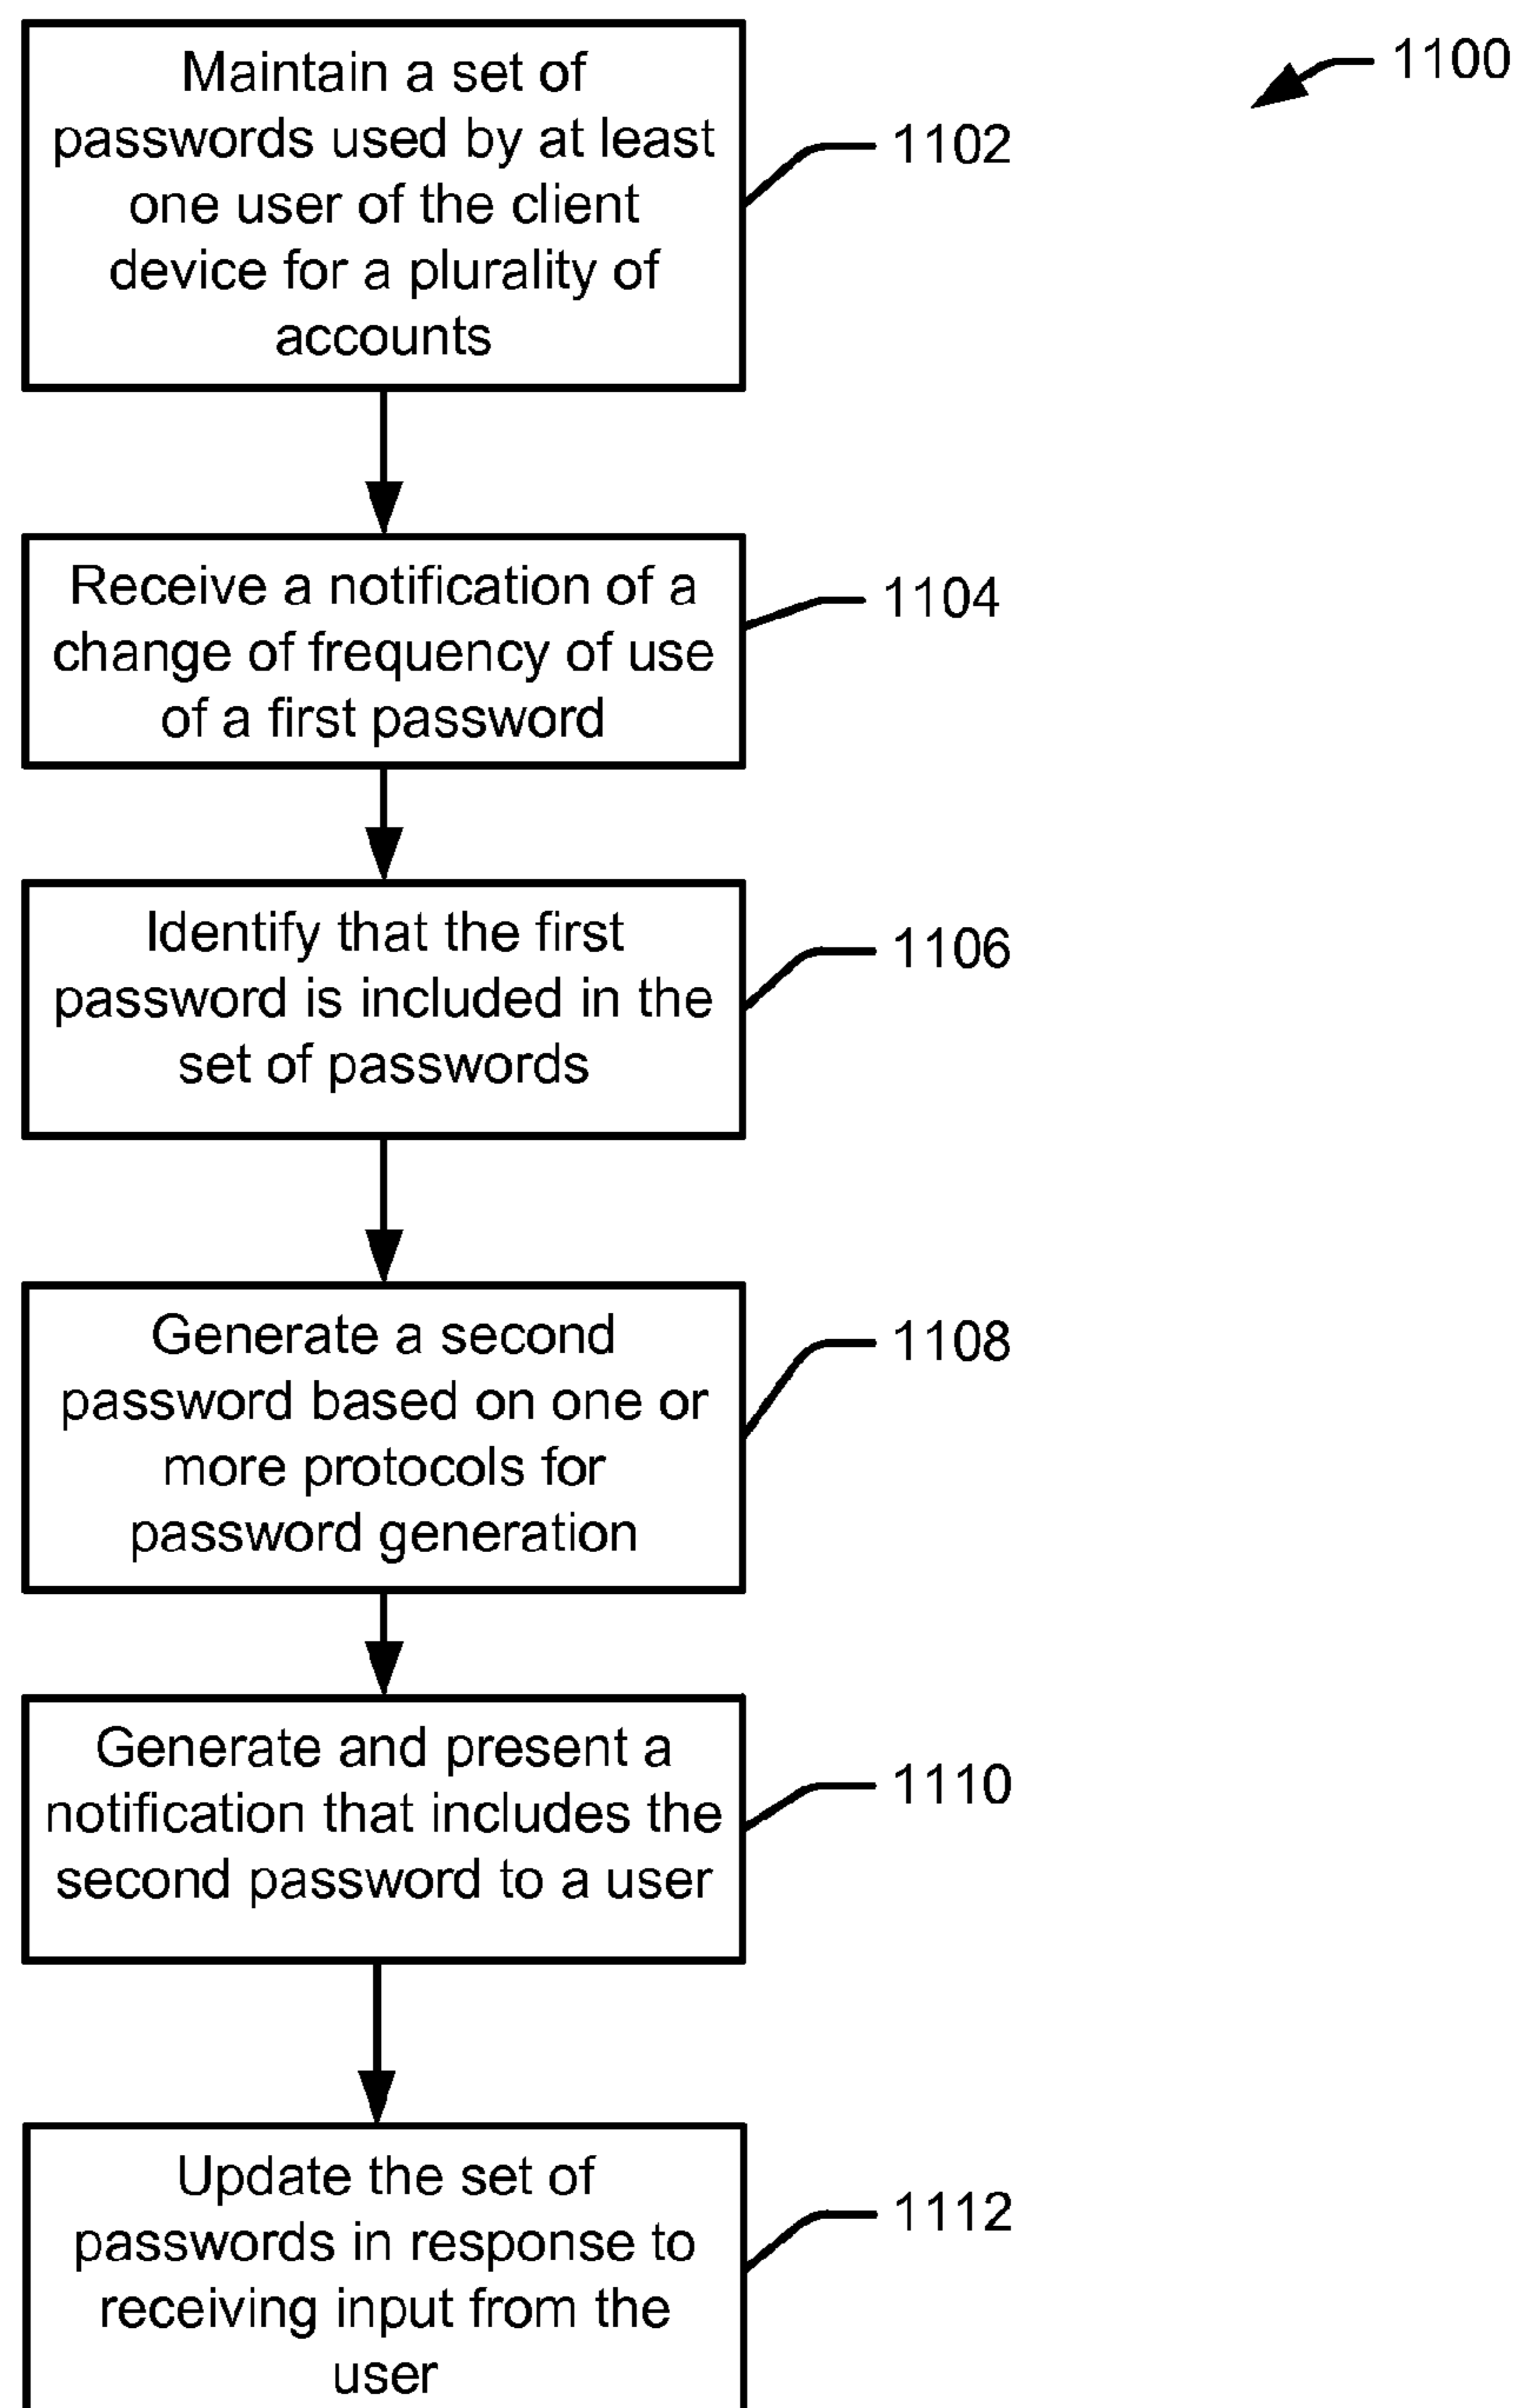 1100
Maintain a set of
passwords used by at least
one user of the client
device for a plurality of
accounts
1102
Receive a notification of a
change of frequency of use
of a first password
1104
Identify that the first
password is included in the
set of passwords
1106
Generate a second
password based on one or
more protocols for
password generation
1108
Generate and present a
notification that includes the
second password to a user
1110
Update the set of
passwords in response to
receiving input from the
user
1112